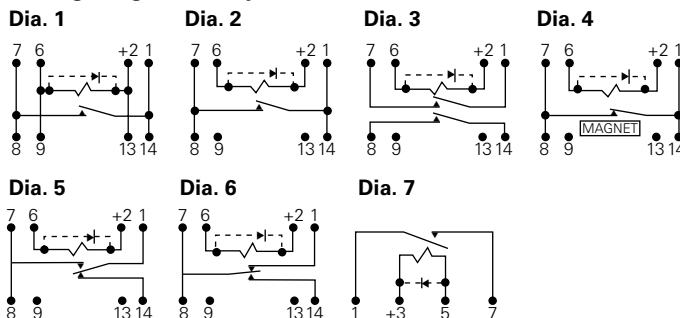 Dia. 1 Dia. 2 Dia. 3 Dia. 4
7 6 +2 1 7 6 +2 1 7 6 +2 1 7 6 +2 1
MAGNET
8 9 13 14 8 9 13 14 8 9 13 14 8 9 13 14
Dia. 5 Dia. 6 Dia. 7
7 6 +2 1 7 6 +2 1
8 9 13 14 8 9 13 14 1 +3 5 7